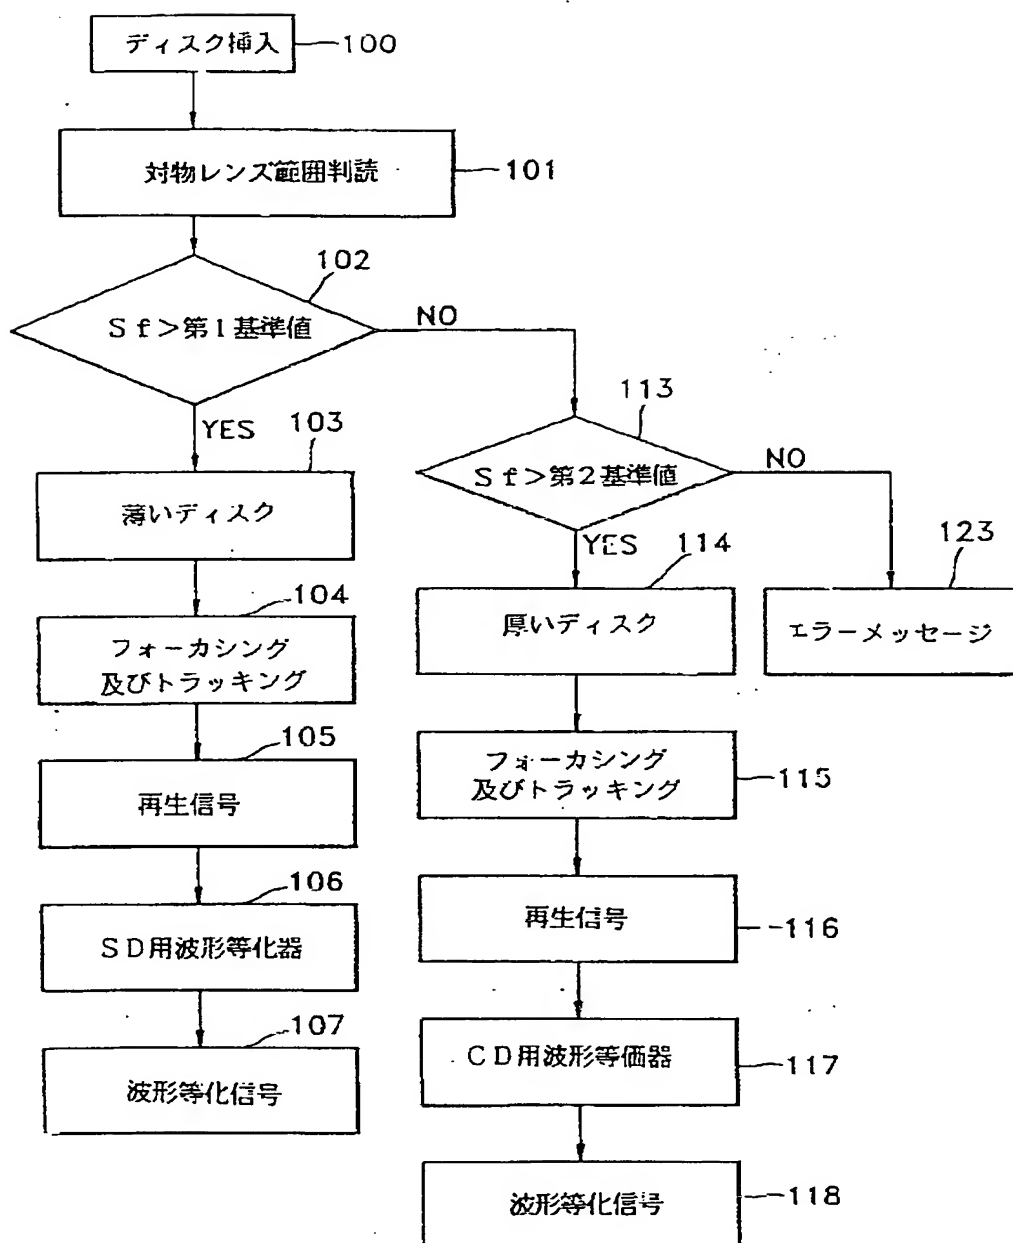 ディスク挿入
100
対物レンズ範囲判読
101
102
Sf>第1基準値
NO
YES
103
薄いディスク
104
フォーカシング
及びトラッキング
105
再生信号
106
SD用波形等化器
107
波形等化信号
113
Sf>第2基準値
NO
YES
114
厚いディスク
123
エラーメッセージ
フォーカシング
及びトラッキング
115
再生信号
116
CD用波形等価器
117
波形等化信号
118